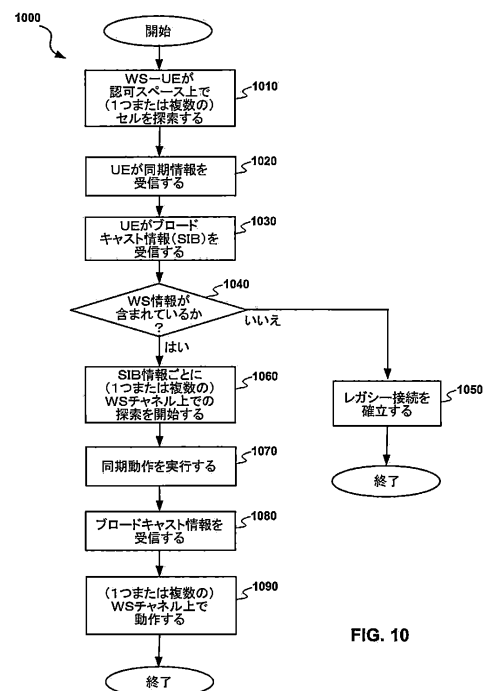 1000
開始
WS－UEが
認可スペース上で
（1つまたは複数の）
セルを探索する
1010
UEが同期情報を
受信する
1020
UEがブロード
キャスト情報（SIB）を
受信する
1030
WS情報が
含まれているか
？
1040
いいえ
はい
SIB情報ごとに
（1つまたは複数の）
WSチャネル上での
探索を開始する
1060
レガシー接続を
確立する
1050
同期動作を実行する
1070
終了
ブロードキャスト情報を
受信する
1080
（1つまたは複数の）
WSチャネル上で
動作する
1090
終了
FIG. 10